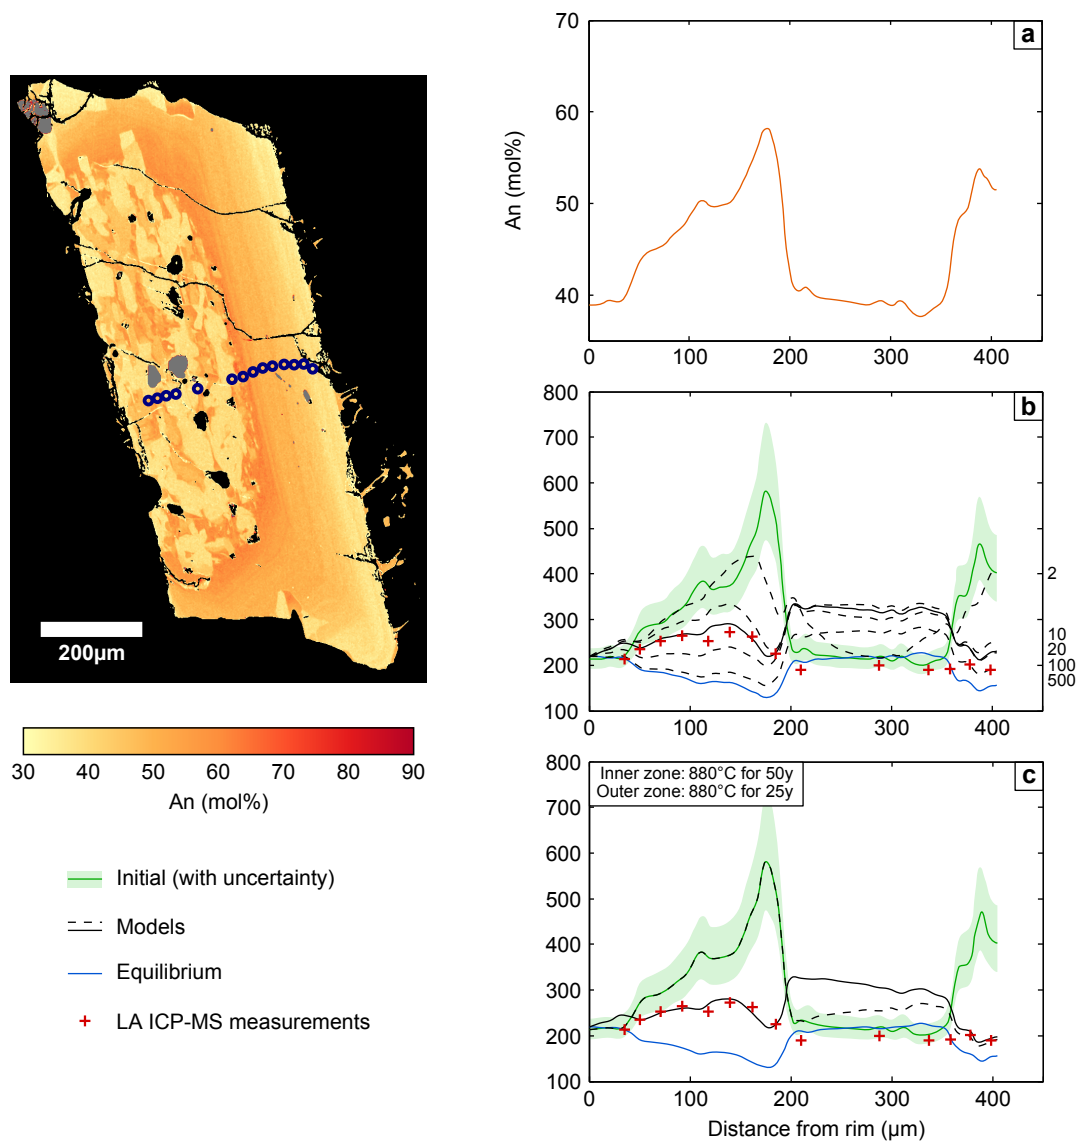 200µm
30 40 50 60 70 80 90
An (mol%)
Initial (with uncertainty)
Models
Equilibrium
LA ICP-MS measurements
a
70
60
50
40
An (mol%)
0 100 200 300 400
b
800
700
600
500
400
300
200
100
2
10
20
100
500
0 100 200 300 400
c
Inner zone: 880°C for 50y
Outer zone: 880°C for 25y
800
700
600
500
400
300
200
100
0 100 200 300 400
Distance from rim (µm)